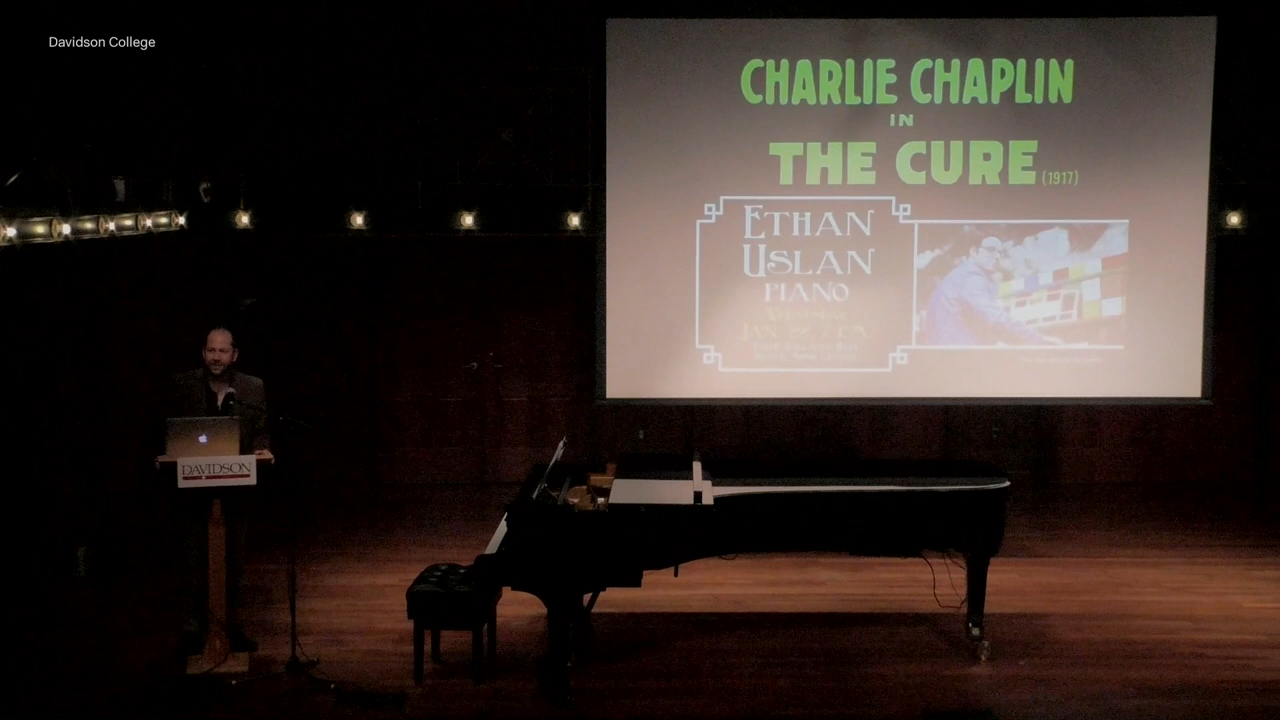 Davidson College
CHARLIE CHAPLIN
IN
THE CURE (1917)
ETHAN
USLAN
PIANO
DAVIDSON